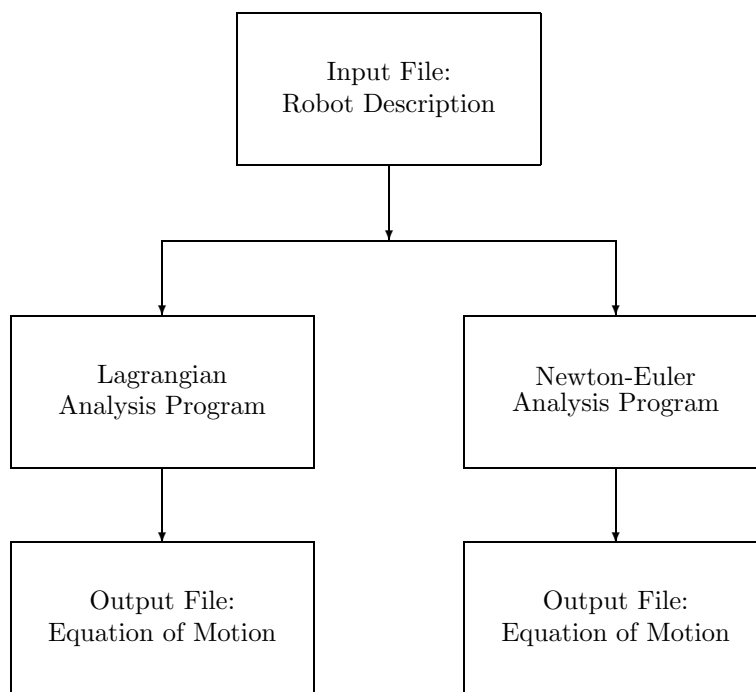 Input File:
Robot Description
Lagrangian
Analysis Program
Newton-Euler
Analysis Program
Output File:
Equation of Motion
Output File:
Equation of Motion